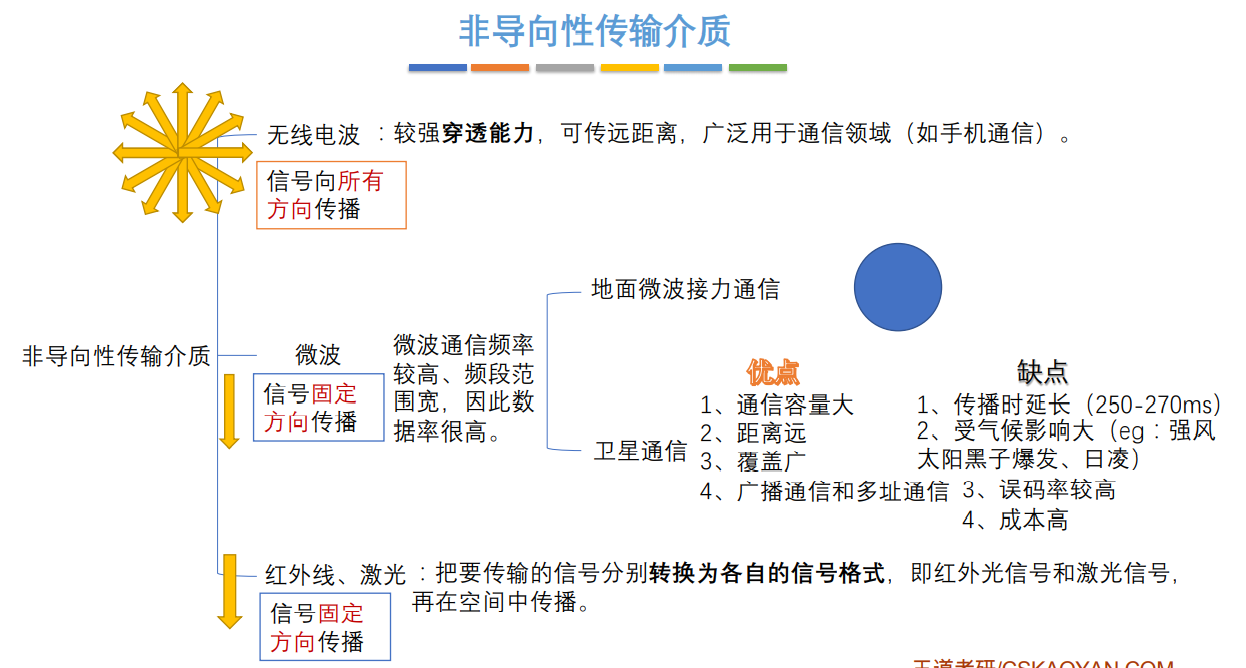 非导向性传输介质
无线电波 ：较强穿透能力，可传远距离，广泛用于通信领域（如手机通信）。
信号向所有
方向传播
非导向性传输介质
微波
信号固定
方向传播
微波通信频率
较高、频段范
围宽，因此数
据率很高。
地面微波接力通信
卫星通信
优点
1、通信容量大
2、距离远
3、覆盖广
4、广播通信和多址通信
缺点
1、传播时延长（250-270ms）
2、受气候影响大（eg：强风
太阳黑子爆发、日凌）
3、误码率较高
4、成本高
红外线、激光 ：把要传输的信号分别转换为各自的信号格式，即红外光信号和激光信号，
再在空间中传播。
信号固定
方向传播
王道考研/CSKAOYAN.COM